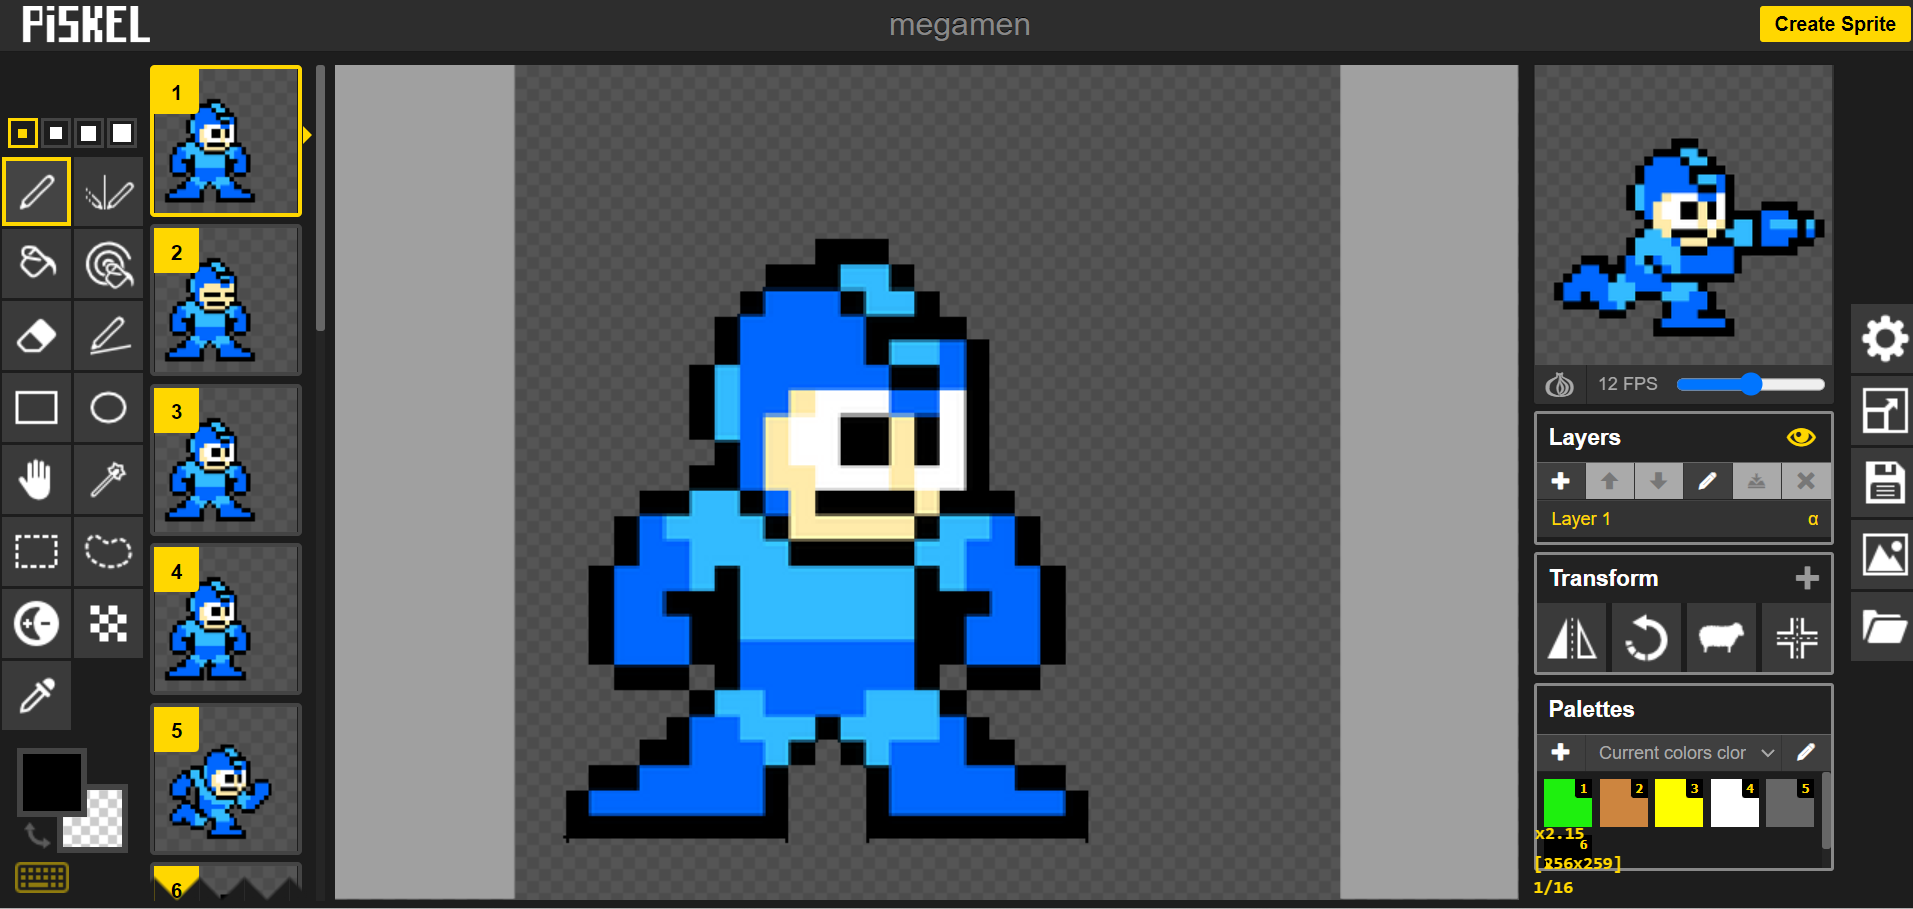 PiSKEL
megamen
Create Sprite
1
2
3
4
5
6
12 FPS
Layers
Layer 1
α
Transform
Palettes
Current colors clor
1
2
3
4
5
6
x2.15
[256x259]
1/16